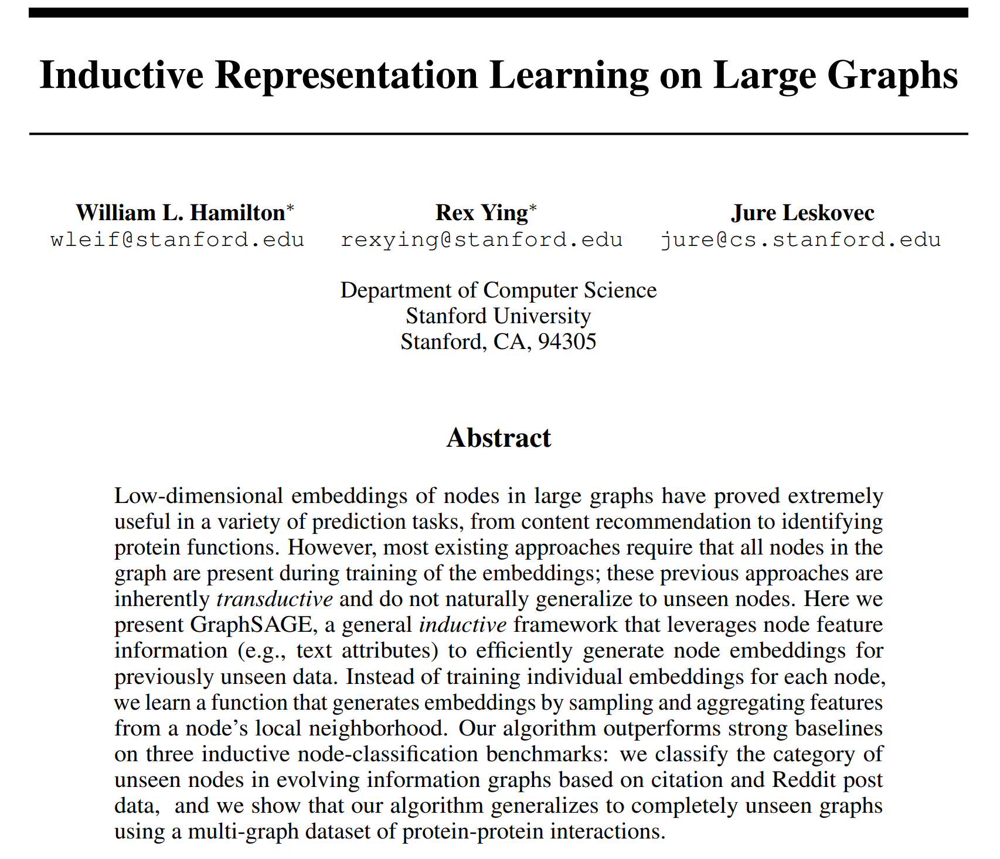 Inductive Representation Learning on Large Graphs
William L. Hamilton* Rex Ying* Jure Leskovec
wleif@stanford.edu rexying@stanford.edu jure@cs.stanford.edu
Department of Computer Science
Stanford University
Stanford, CA, 94305
Abstract
Low-dimensional embeddings of nodes in large graphs have proved extremely
useful in a variety of prediction tasks, from content recommendation to identifying
protein functions. However, most existing approaches require that all nodes in the
graph are present during training of the embeddings; these previous approaches are
inherently transductive and do not naturally generalize to unseen nodes. Here we
present GraphSAGE, a general inductive framework that leverages node feature
information (e.g., text attributes) to efficiently generate node embeddings for
previously unseen data. Instead of training individual embeddings for each node,
we learn a function that generates embeddings by sampling and aggregating features
from a node’s local neighborhood. Our algorithm outperforms strong baselines
on three inductive node-classification benchmarks: we classify the category of
unseen nodes in evolving information graphs based on citation and Reddit post
data, and we show that our algorithm generalizes to completely unseen graphs
using a multi-graph dataset of protein-protein interactions.